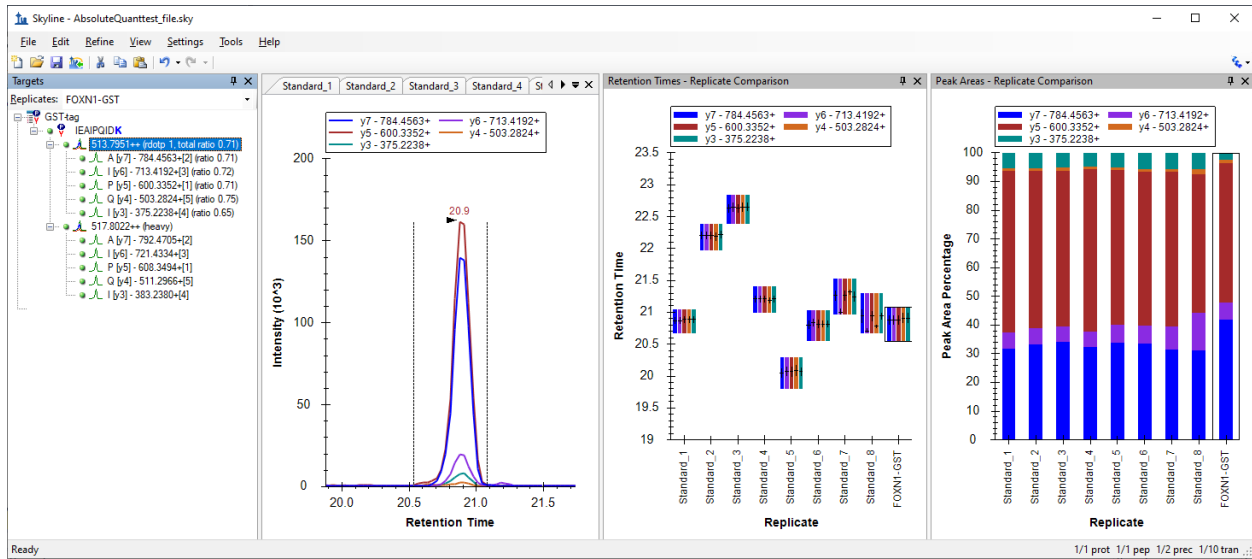 Skyline - AbsoluteQuanttest_file.sky
File Edit Refine View Settings Tools Help
Targets
Replicates: FOXN1-GST
GST-tag
IEAIPQIDK
513.7951++ (rdotp 1, total ratio 0.71)
A [y7] - 784.4563+[2] (ratio 0.71)
I [y6] - 713.4192+[3] (ratio 0.72)
P [y5] - 600.3352+[1] (ratio 0.71)
Q [y4] - 503.2824+[5] (ratio 0.75)
I [y3] - 375.2238+[4] (ratio 0.65)
517.8022++ (heavy)
A [y7] - 792.4705+[2]
I [y6] - 721.4334+[3]
P [y5] - 608.3494+[1]
Q [y4] - 511.2966+[5]
I [y3] - 383.2380+[4]
Standard_1 Standard_2 Standard_3 Standard_4 St
y7 - 784.4563+ y6 - 713.4192+
y5 - 600.3352+ y4 - 503.2824+
y3 - 375.2238+
200
150
100
50
0
Intensity (10^3)
20.9
20.0 20.5 21.0 21.5
Retention Time
Retention Times - Replicate Comparison
y7 - 784.4563+ y6 - 713.4192+
y5 - 600.3352+ y4 - 503.2824+
y3 - 375.2238+
23.5
23
22.5
22
21.5
21
20.5
20
19.5
19
Retention Time
Standard_1 Standard_2 Standard_3 Standard_4 Standard_5 Standard_6 Standard_7 Standard_8 FOXN1-GST
Replicate
Peak Areas - Replicate Comparison
y7 - 784.4563+ y6 - 713.4192+
y5 - 600.3352+ y4 - 503.2824+
y3 - 375.2238+
100
90
80
70
60
50
40
30
20
10
0
Peak Area Percentage
Standard_1 Standard_2 Standard_3 Standard_4 Standard_5 Standard_6 Standard_7 Standard_8 FOXN1-GST
Replicate
Ready
1/1 prot 1/1 pep 1/2 prec 1/10 tran